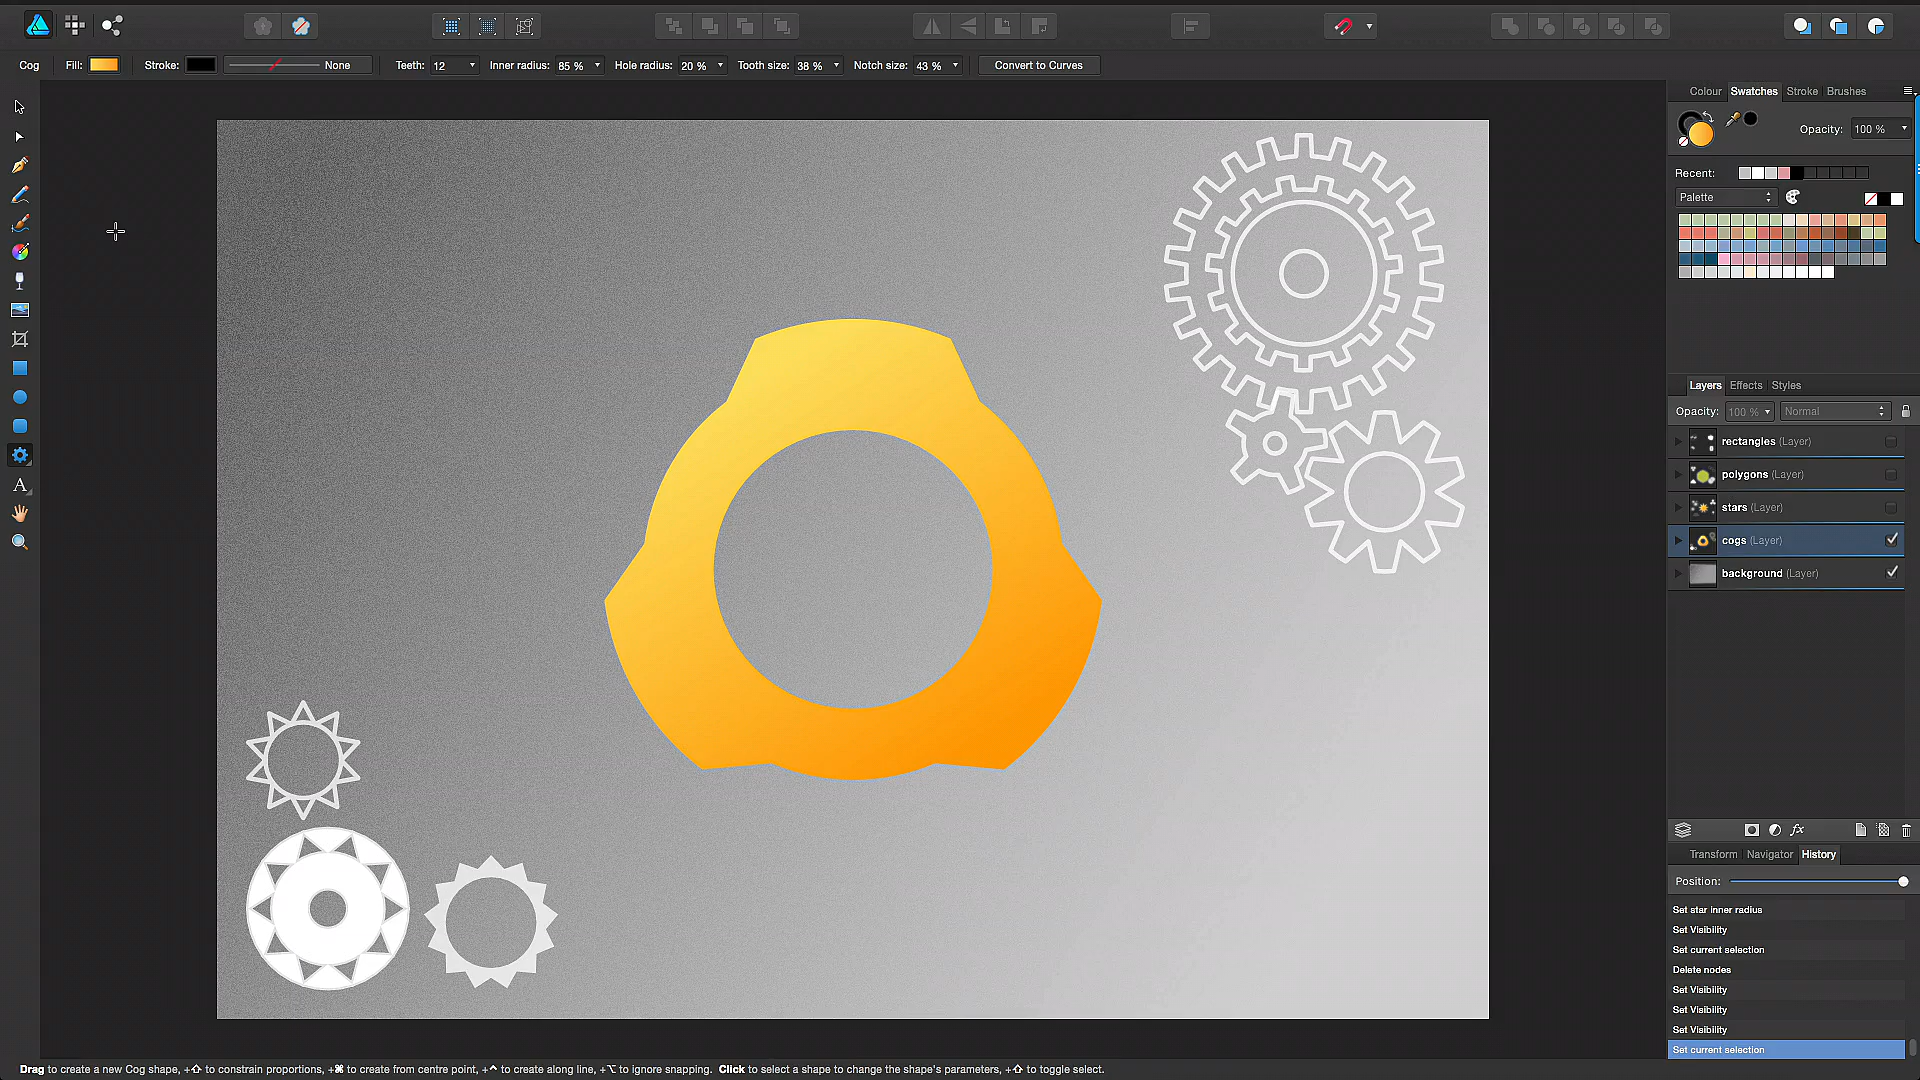 Cog Fill: Stroke: None Teeth: 12 Inner radius: 85 % Hole radius: 20 % Tooth size: 38 % Notch size: 43 % Convert to Curves
Colour Swatches Stroke Brushes
Opacity: 100 %
Recent:
Palette
Layers Effects Styles
Opacity: 100 % Normal
rectangles (Layer)
polygons (Layer)
stars (Layer)
cogs (Layer)
background (Layer)
fx
Transform Navigator History
Position:
Set star inner radius
Set Visibility
Set current selection
Delete nodes
Set Visibility
Set Visibility
Set Visibility
Set current selection
Drag to create a new Cog shape, +⇧ to constrain proportions, +⌘ to create from centre point, +^ to create along line, +⌥ to ignore snapping. Click to select a shape to change the shape's parameters, +⇧ to toggle select.